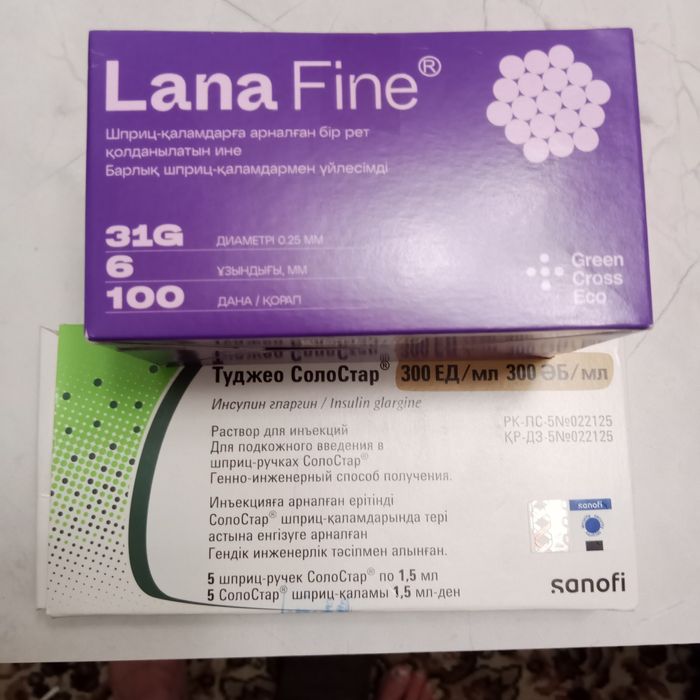 Lana Fine®
Шприц-қаламдарға арналған бір рет
қолданылатын ине
Барлық шприц-қаламдармен үйлесімді
31G ДИАМЕТРІ 0.25 ММ
6 ҰЗЫНДЫҒЫ, ММ
100 ДАНА / ҚОРАП
Green
Cross
Eco
Туджео СолоСтар® 300 ЕД/мл 300 ӘБ/мл
Инсулин гларгин / Insulin glargine
РК-ЛС-5№022125
ҚР-ДЗ-5№022125
Раствор для инъекций
Для подкожного введения в
шприц-ручках СолоСтар®
Генно-инженерный способ получения.
Инъекцияға арналған ерітінді
СолоСтар® шприц-қаламдарында тері
астына енгізуге арналған
Гендік инженерлік тәсілмен алынған.
5 шприц-ручек СолоСтар® по 1,5 мл
5 СолоСтар® шприц-қаламы 1,5 мл-ден
sanofi
sanofi